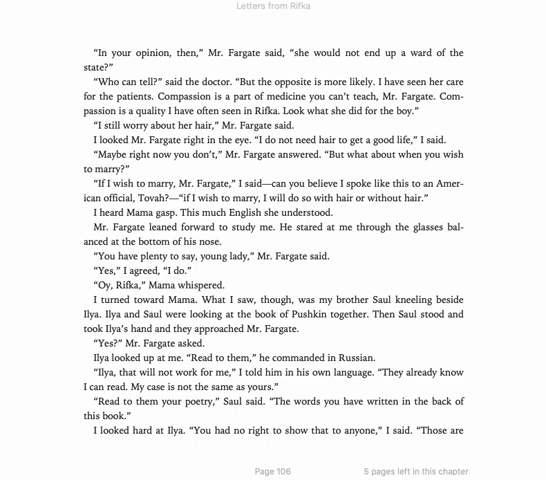 Letters from Rifka
“In your opinion, then,” Mr. Fargate said, “she would not end up a ward of the
state?”
“Who can tell?” said the doctor. “But the opposite is more likely. I have seen her care
for the patients. Compassion is a part of medicine you can’t teach, Mr. Fargate. Com-
passion is a quality I have often seen in Rifka. Look what she did for the boy.”
“I still worry about her hair,” Mr. Fargate said.
I looked Mr. Fargate right in the eye. “I do not need hair to get a good life,” I said.
“Maybe right now you don’t,” Mr. Fargate answered. “But what about when you wish
to marry?”
“If I wish to marry, Mr. Fargate,” I said—can you believe I spoke like this to an Amer-
ican official, Tovah?—“if I wish to marry, I will do so with hair or without hair.”
I heard Mama gasp. This much English she understood.
Mr. Fargate leaned forward to study me. He stared at me through the glasses bal-
anced at the bottom of his nose.
“You have plenty to say, young lady,” Mr. Fargate said.
“Yes,” I agreed, “I do.”
“Oy, Rifka,” Mama whispered.
I turned toward Mama. What I saw, though, was my brother Saul kneeling beside
Ilya. Ilya and Saul were looking at the book of Pushkin together. Then Saul stood and
took Ilya’s hand and they approached Mr. Fargate.
“Yes?” Mr. Fargate asked.
Ilya looked up at me. “Read to them,” he commanded in Russian.
“Ilya, that will not work for me,” I told him in his own language. “They already know
I can read. My case is not the same as yours.”
“Read to them your poetry,” Saul said. “The words you have written in the back of
this book.”
I looked hard at Ilya. “You had no right to show that to anyone,” I said. “Those are
Page 106
5 pages left in this chapter